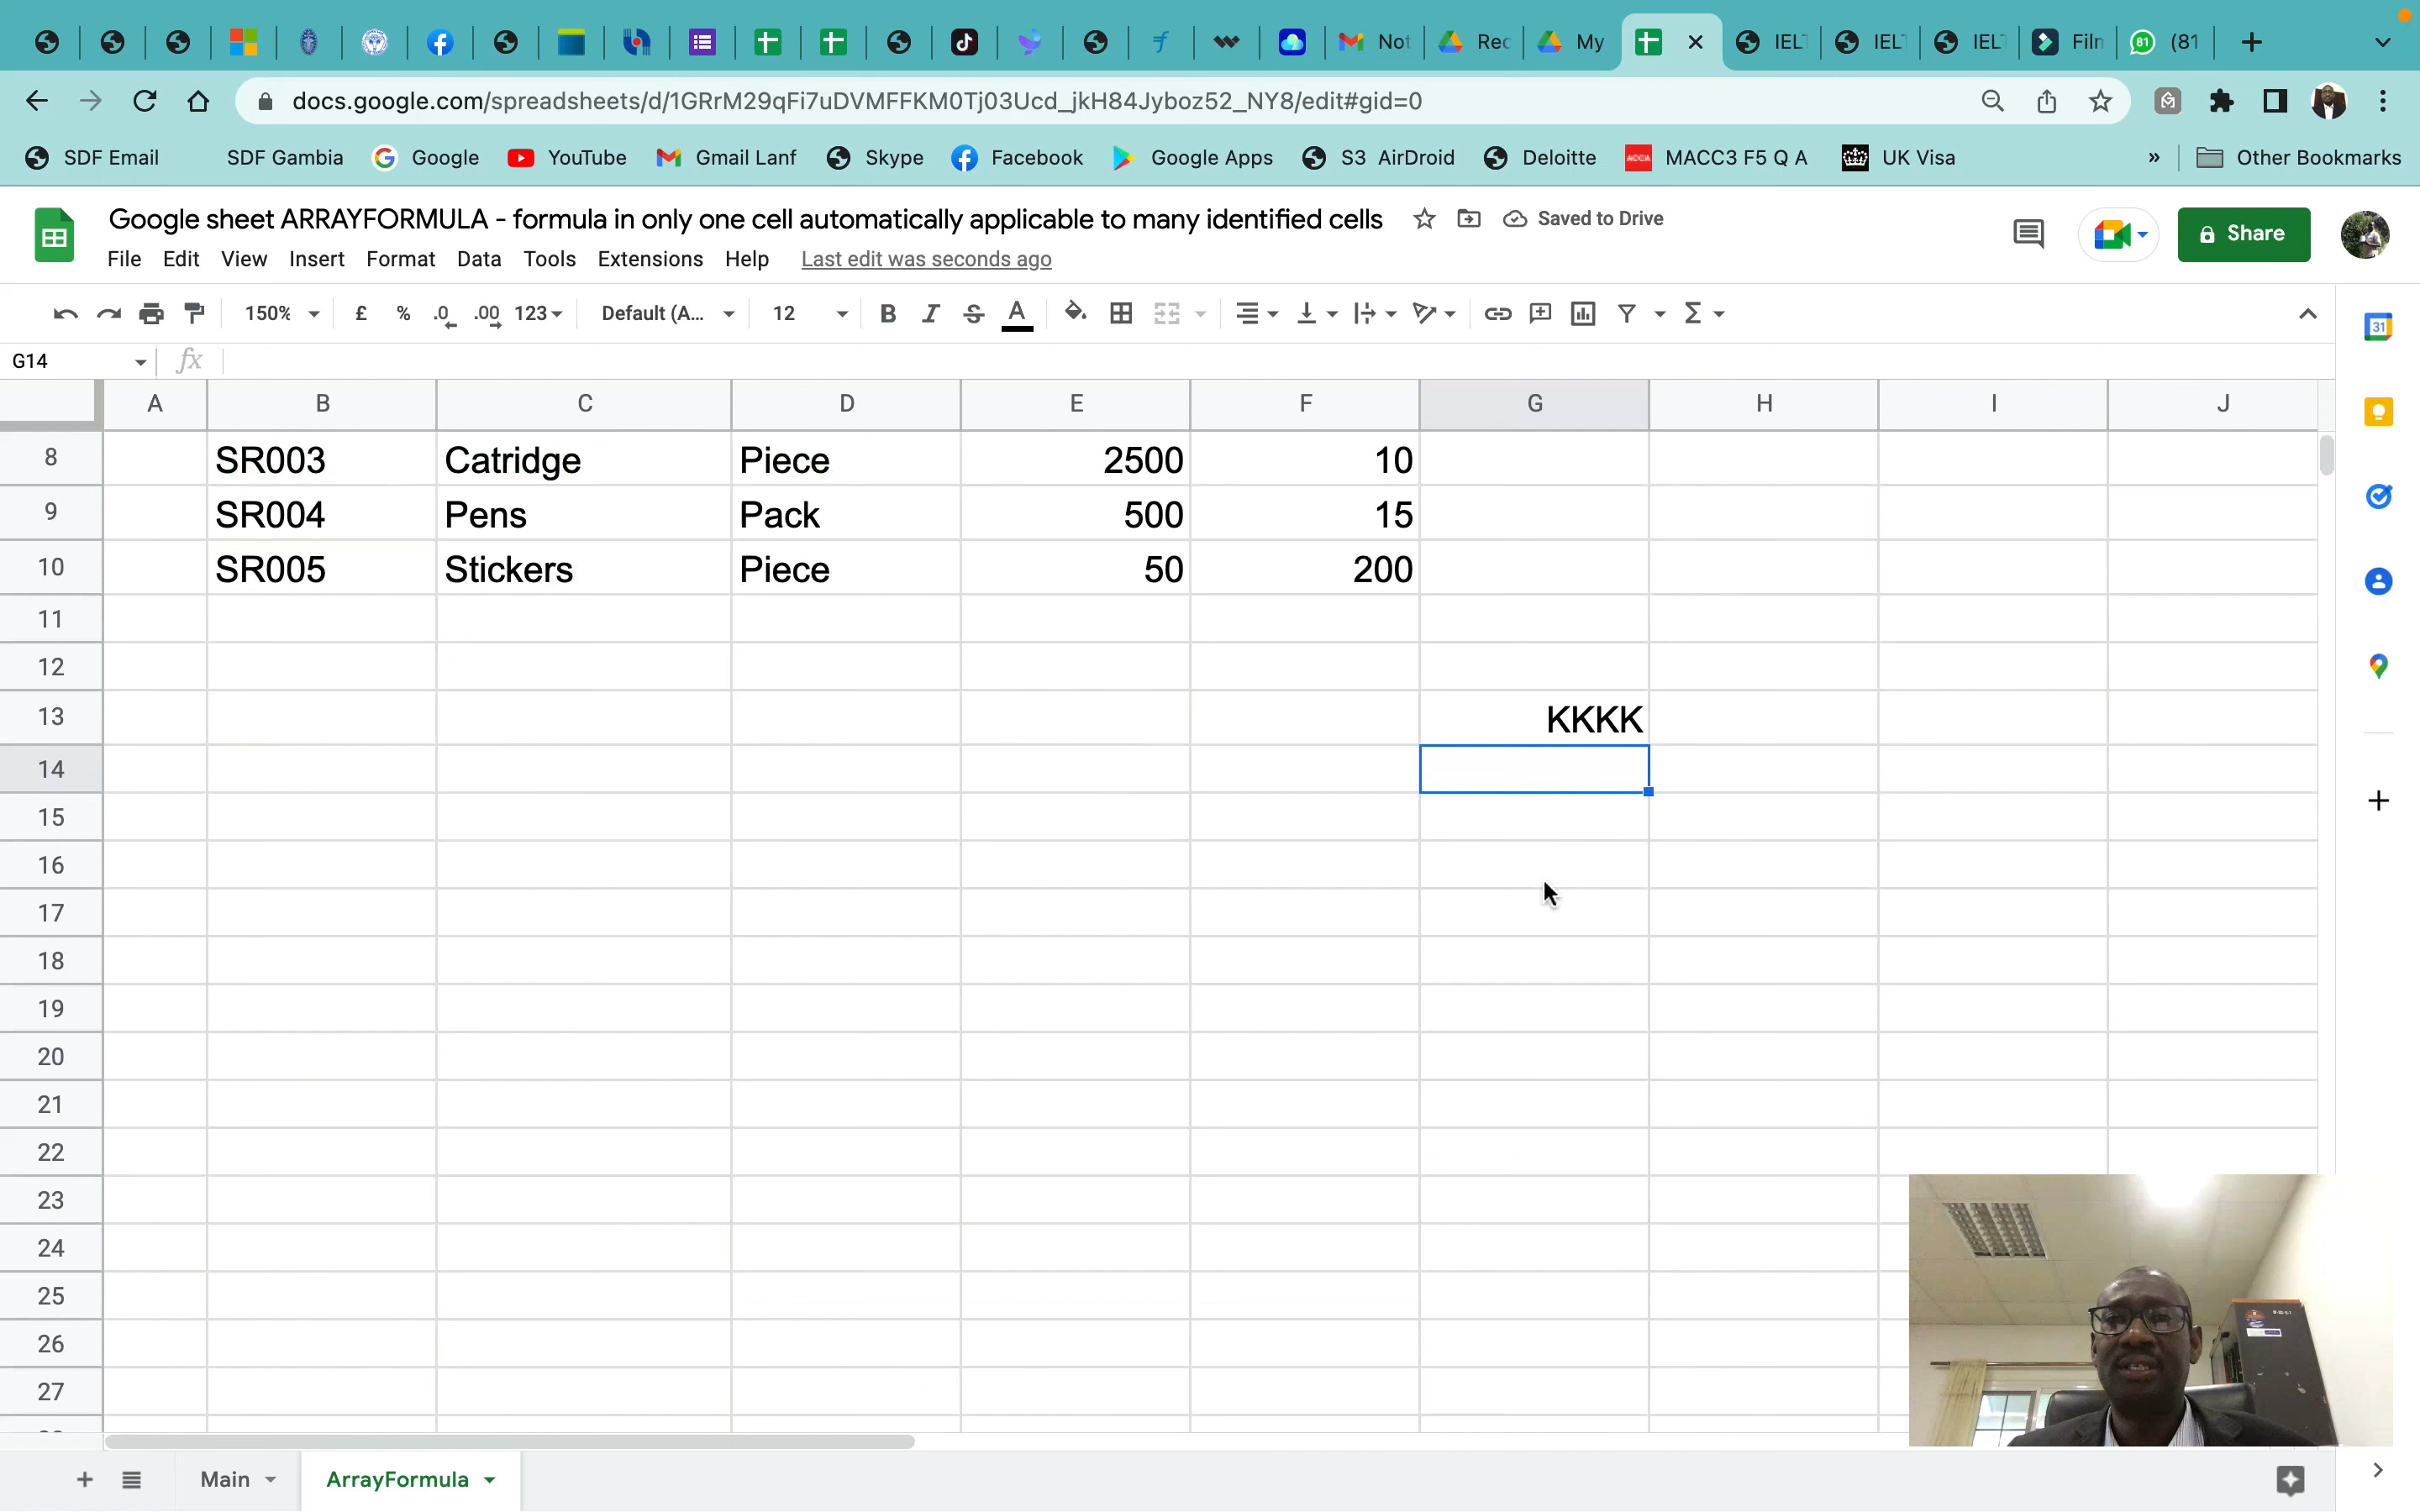 Not Rec My IEL IEL IEL Film 81 (81
docs.google.com/spreadsheets/d/1GRrM29qFi7uDVMFFKM0Tj03Ucd_jkH84Jyboz52_NY8/edit#gid=0
SDF Email SDF Gambia Google YouTube Gmail Lanf Skype Facebook Google Apps S3 AirDroid Deloitte ACCA MACC3 F5 Q A UK Visa » Other Bookmarks
Google sheet ARRAYFORMULA - formula in only one cell automatically applicable to many identified cells Saved to Drive Share
File Edit View Insert Format Data Tools Extensions Help Last edit was seconds ago
150% £ % .0 .00 123 Default (A... 12 B I S A Σ 31
G14 fx
A B C D E F G H I J
8 SR003 Catridge Piece 2500 10
9 SR004 Pens Pack 500 15
10 SR005 Stickers Piece 50 200
11
12
13 KKKK
14
15
16
17
18
19
20
21
22
23
24
25
26
27
+ Main ArrayFormula